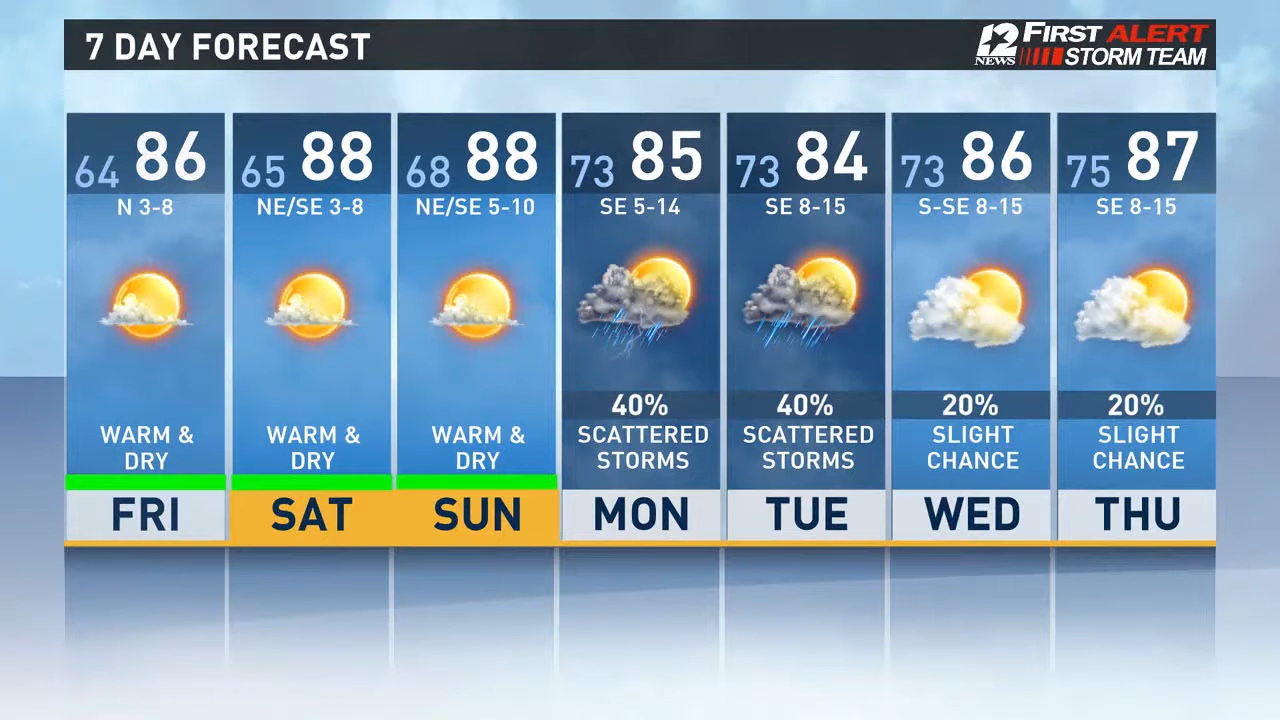 7 DAY FORECAST
12 NEWS FIRST ALERT STORM TEAM
64 86
N 3-8
WARM &
DRY
FRI
65 88
NE/SE 3-8
WARM &
DRY
SAT
68 88
NE/SE 5-10
WARM &
DRY
SUN
73 85
SE 5-14
40%
SCATTERED
STORMS
MON
73 84
SE 8-15
40%
SCATTERED
STORMS
TUE
73 86
S-SE 8-15
20%
SLIGHT
CHANCE
WED
75 87
SE 8-15
20%
SLIGHT
CHANCE
THU